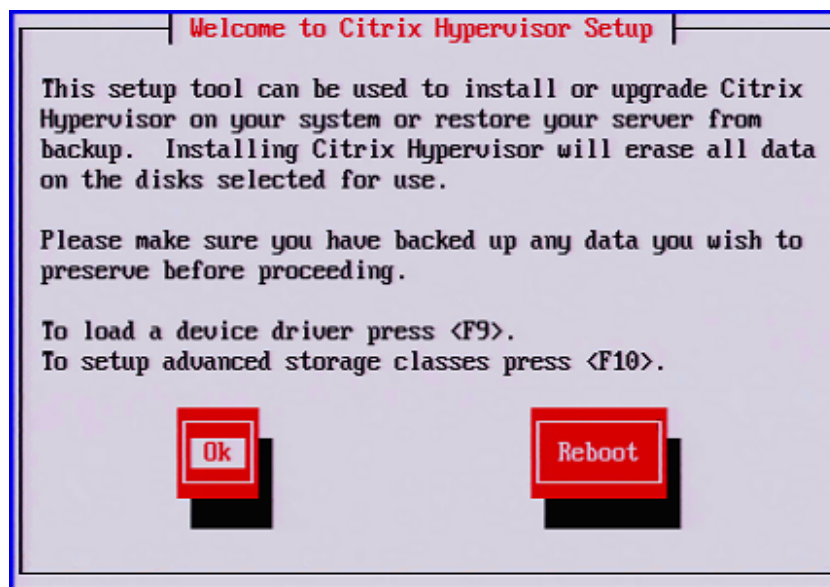 Welcome to Citrix Hypervisor Setup
This setup tool can be used to install or upgrade Citrix
Hypervisor on your system or restore your server from
backup.  Installing Citrix Hypervisor will erase all data
on the disks selected for use.
Please make sure you have backed up any data you wish to
preserve before proceeding.
To load a device driver press <F9>.
To setup advanced storage classes press <F10>.
Ok
Reboot